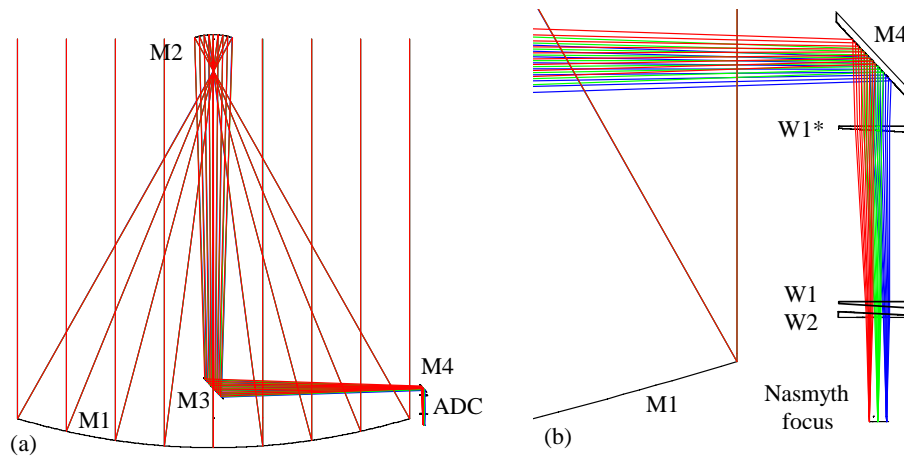 M2
M4
M3
M1
ADC
(a)
M4
W1*
W1
W2
M1
Nasmyth
focus
(b)